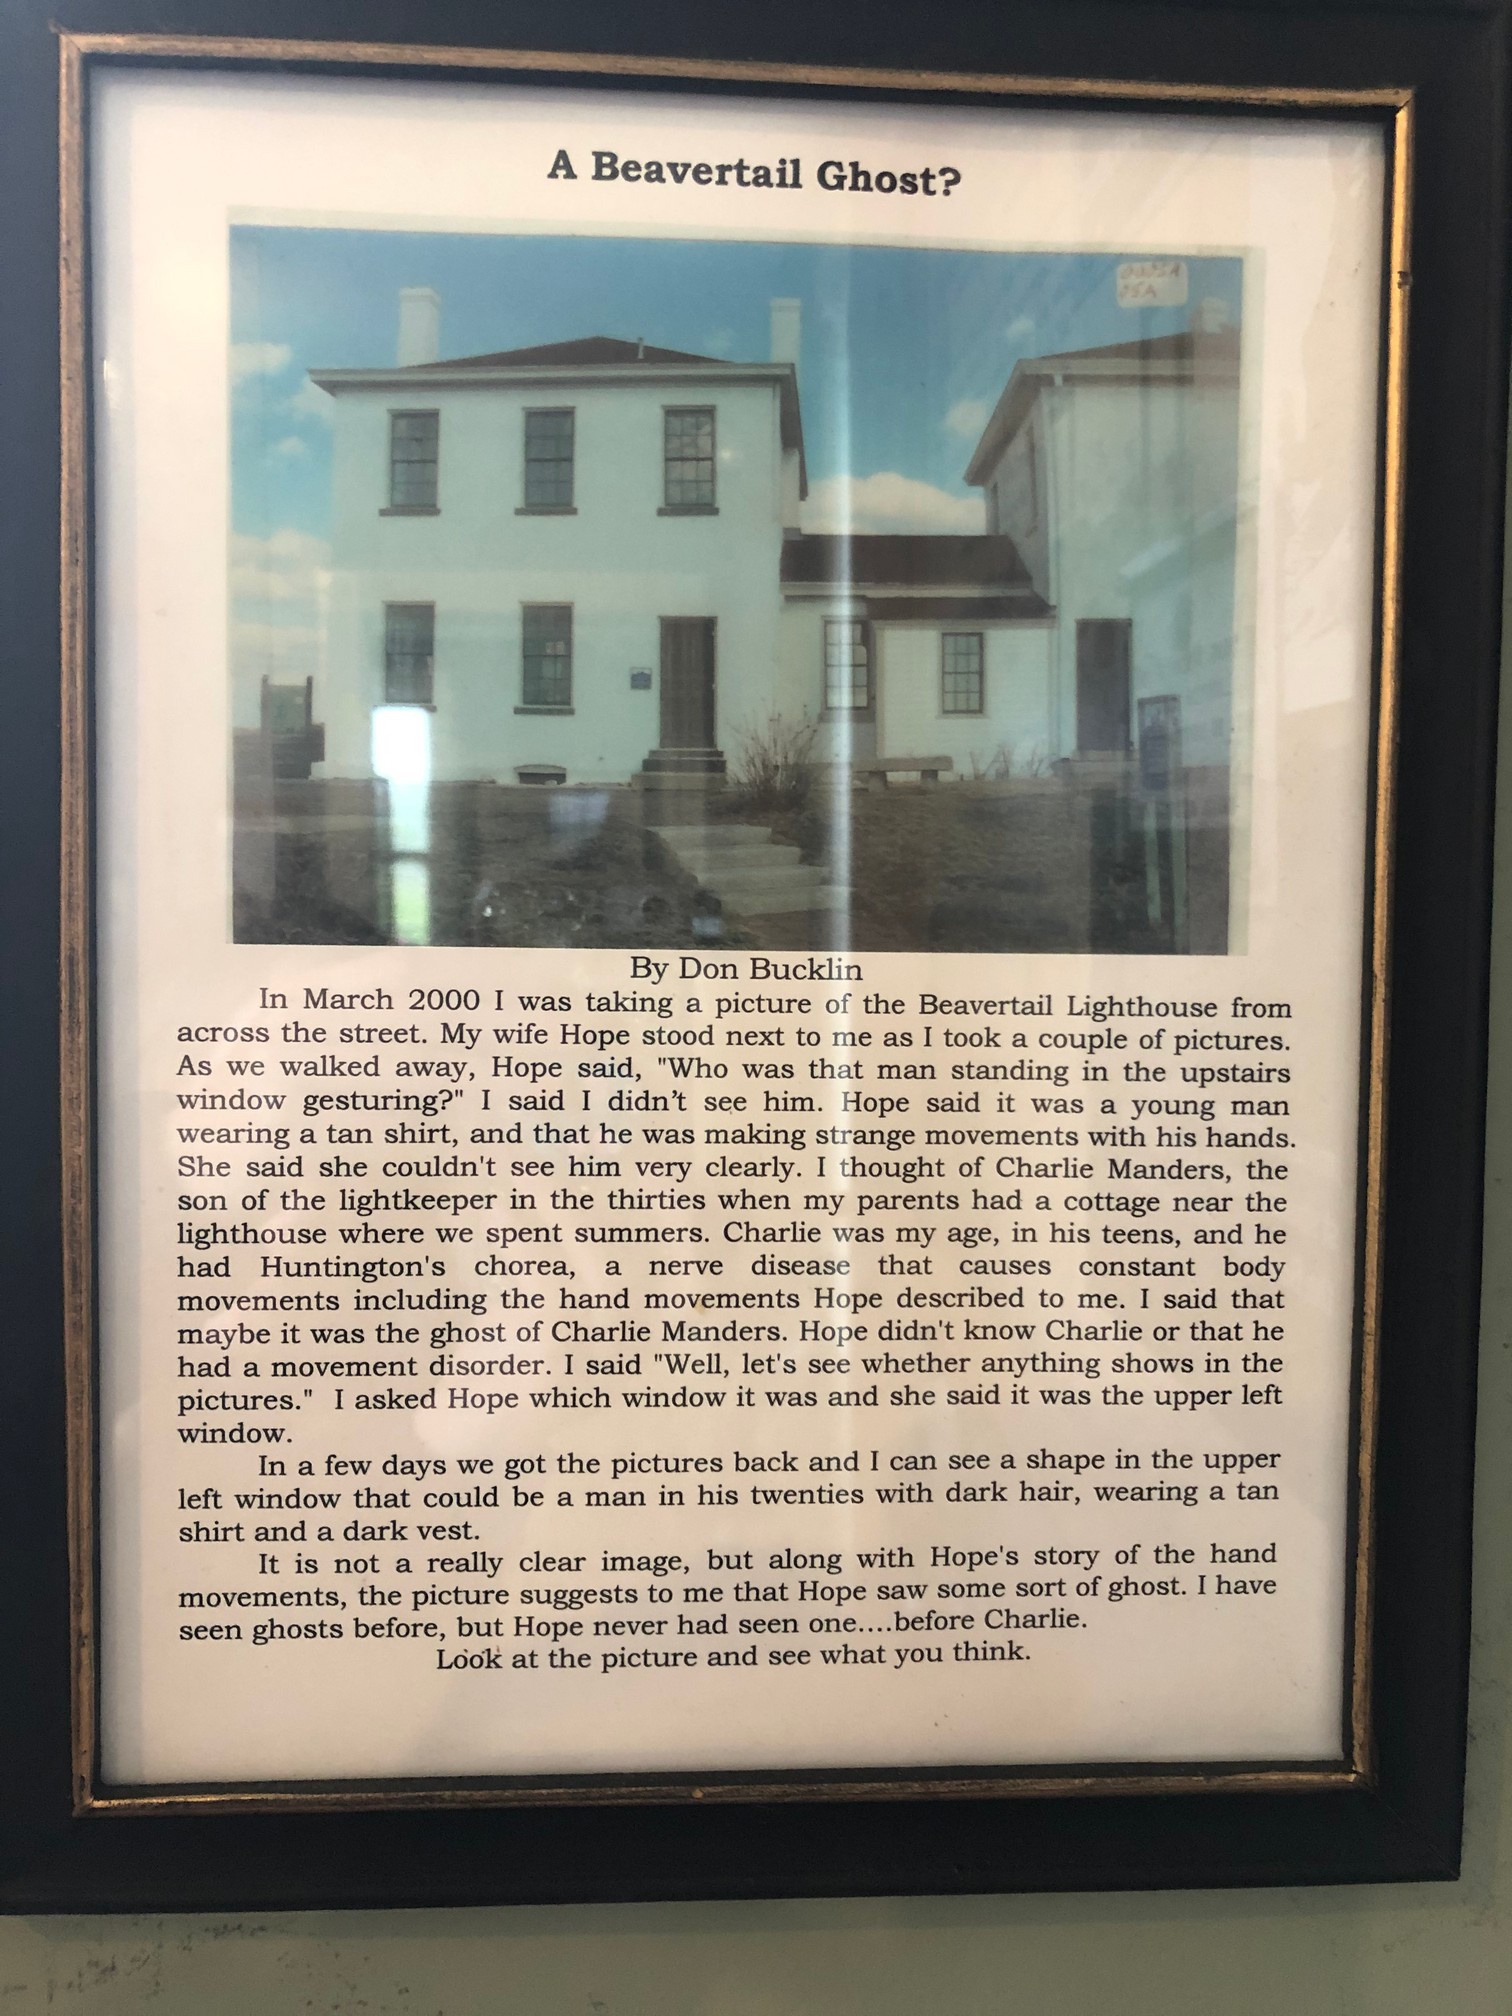 A Beavertail Ghost?
By Don Bucklin
In March 2000 I was taking a picture of the Beavertail Lighthouse from
across the street. My wife Hope stood next to me as I took a couple of pictures.
As we walked away, Hope said, "Who was that man standing in the upstairs
window gesturing?" I said I didn't see him. Hope said it was a young man
wearing a tan shirt, and that he was making strange movements with his hands.
She said she couldn't see him very clearly. I thought of Charlie Manders, the
son of the lightkeeper in the thirties when my parents had a cottage near the
lighthouse where we spent summers. Charlie was my age, in his teens, and he
had Huntington's chorea, a nerve disease that causes constant body
movements including the hand movements Hope described to me. I said that
maybe it was the ghost of Charlie Manders. Hope didn't know Charlie or that he
had a movement disorder. I said "Well, let's see whether anything shows in the
pictures." I asked Hope which window it was and she said it was the upper left
window.
In a few days we got the pictures back and I can see a shape in the upper
left window that could be a man in his twenties with dark hair, wearing a tan
shirt and a dark vest.
It is not a really clear image, but along with Hope's story of the hand
movements, the picture suggests to me that Hope saw some sort of ghost. I have
seen ghosts before, but Hope never had seen one....before Charlie.
Look at the picture and see what you think.